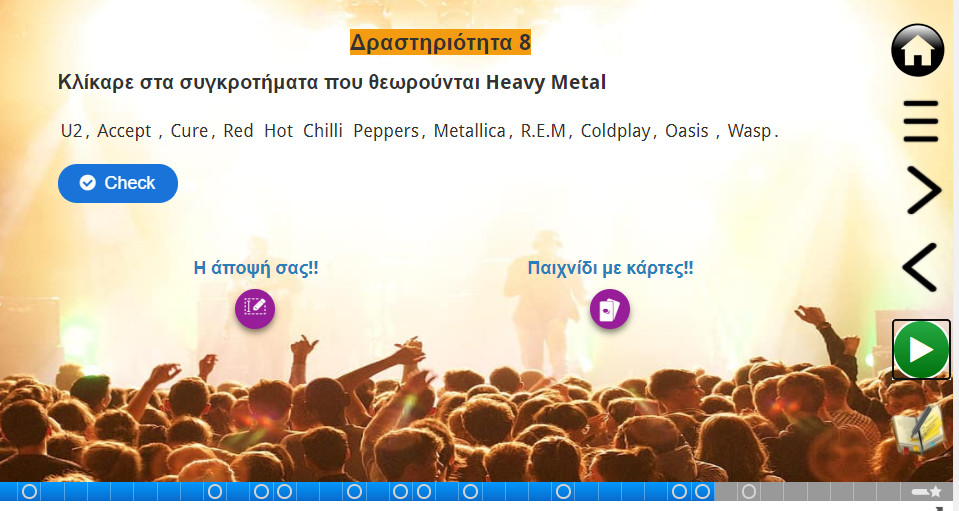 Δραστηριότητα 8
Κλίκαρε στα συγκροτήματα που θεωρούνται Heavy Metal
U2, Accept , Cure, Red Hot Chilli Peppers, Metallica, R.E.M, Coldplay, Oasis , Wasp.
Check
Η άποψή σας!! Παιχνίδι με κάρτες!!